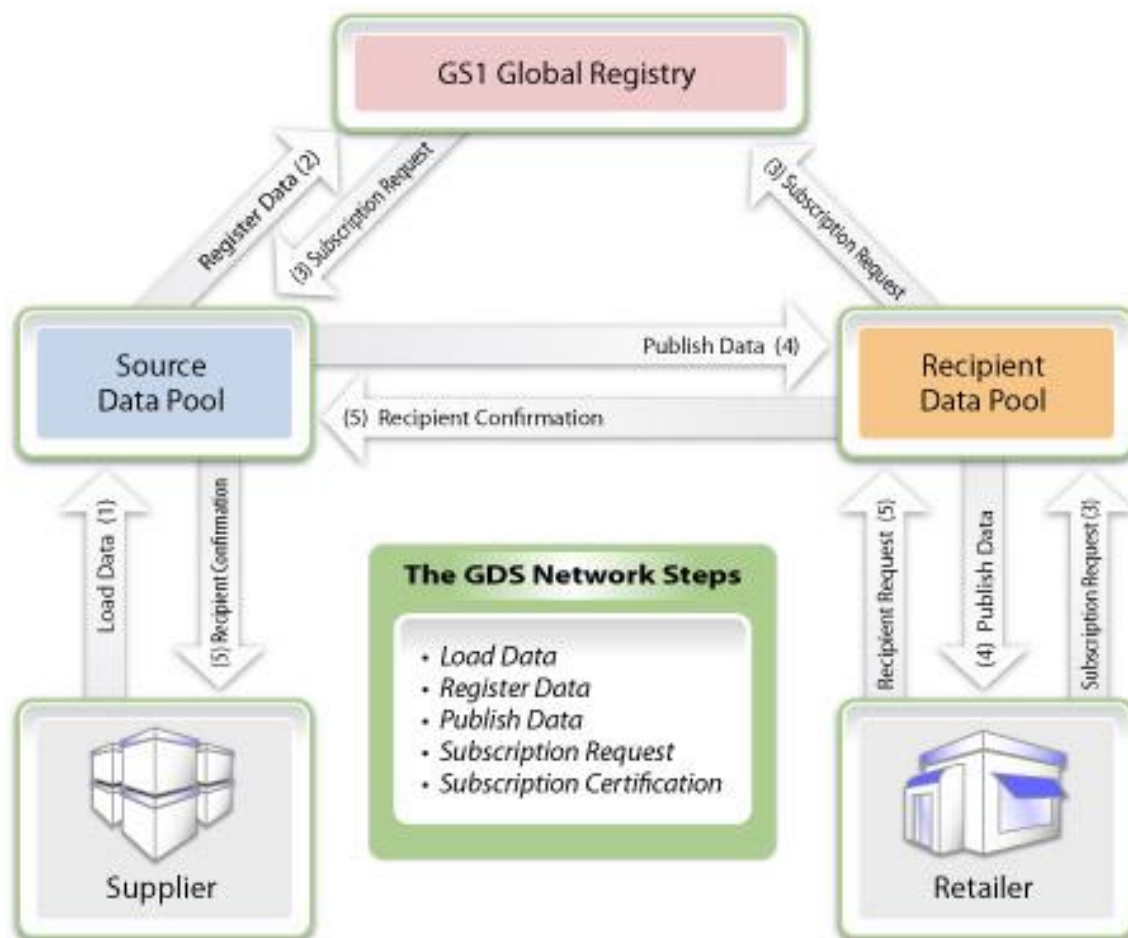 GS1 Global Registry
Register Data (2)
(3) Subscription Request
(3) Subscription Request
Source
Data Pool
Publish Data (4)
(5) Recipient Confirmation
Recipient
Data Pool
Load Data (1)
(5) Recipient Confirmation
The GDS Network Steps
• Load Data
• Register Data
• Publish Data
• Subscription Request
• Subscription Certification
Recipient Request (5)
(4) Publish Data
Subscription Request (3)
Supplier
Retailer